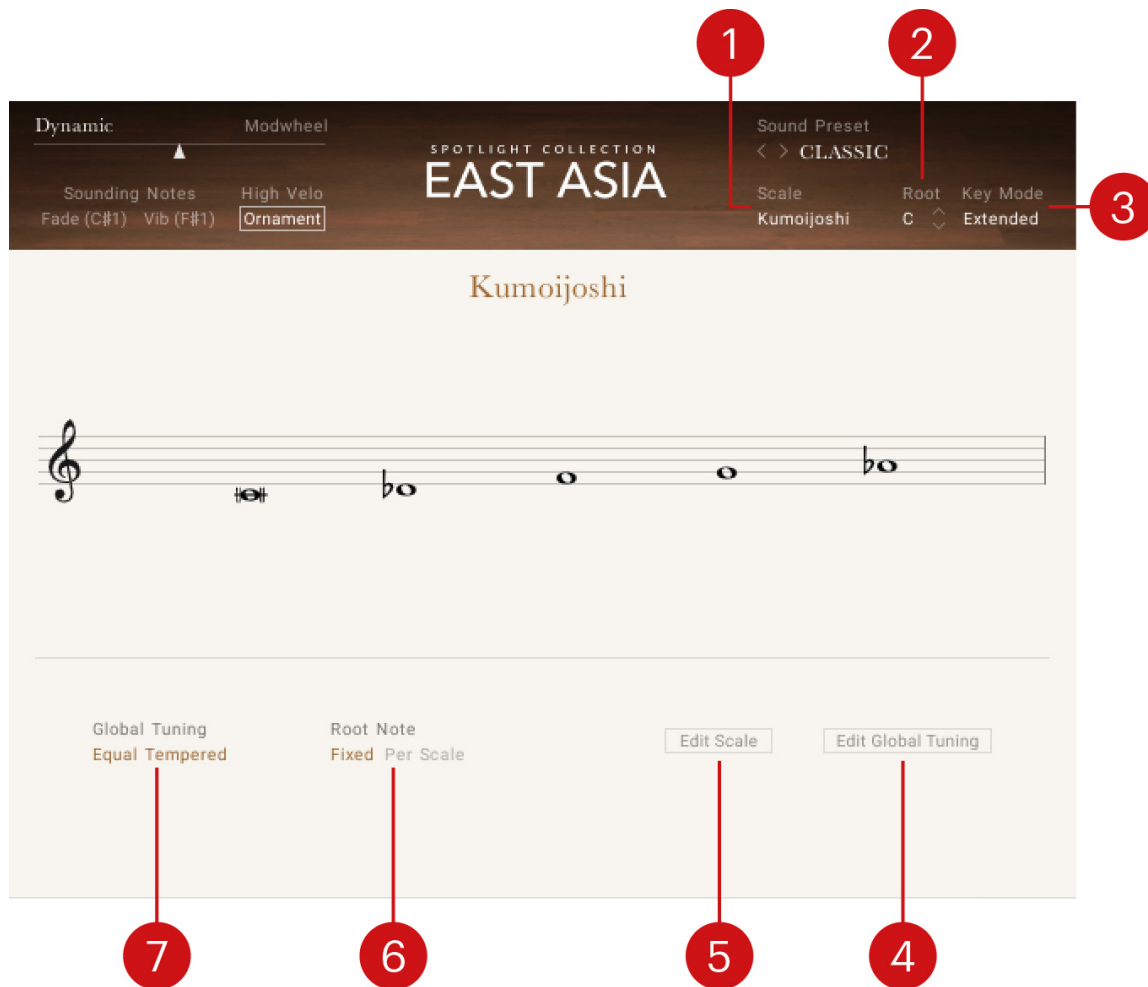 1
2
Dynamic Modwheel
Sound Preset
SPOTLIGHT COLLECTION
< > CLASSIC
EAST ASIA
Sounding Notes High Velo
Scale Root Key Mode
3
Fade (C#1) Vib (F#1) Ornament
Kumoijoshi C Extended
Kumoijoshi
Global Tuning Root Note
Edit Scale Edit Global Tuning
Equal Tempered Fixed Per Scale
7 6 5 4